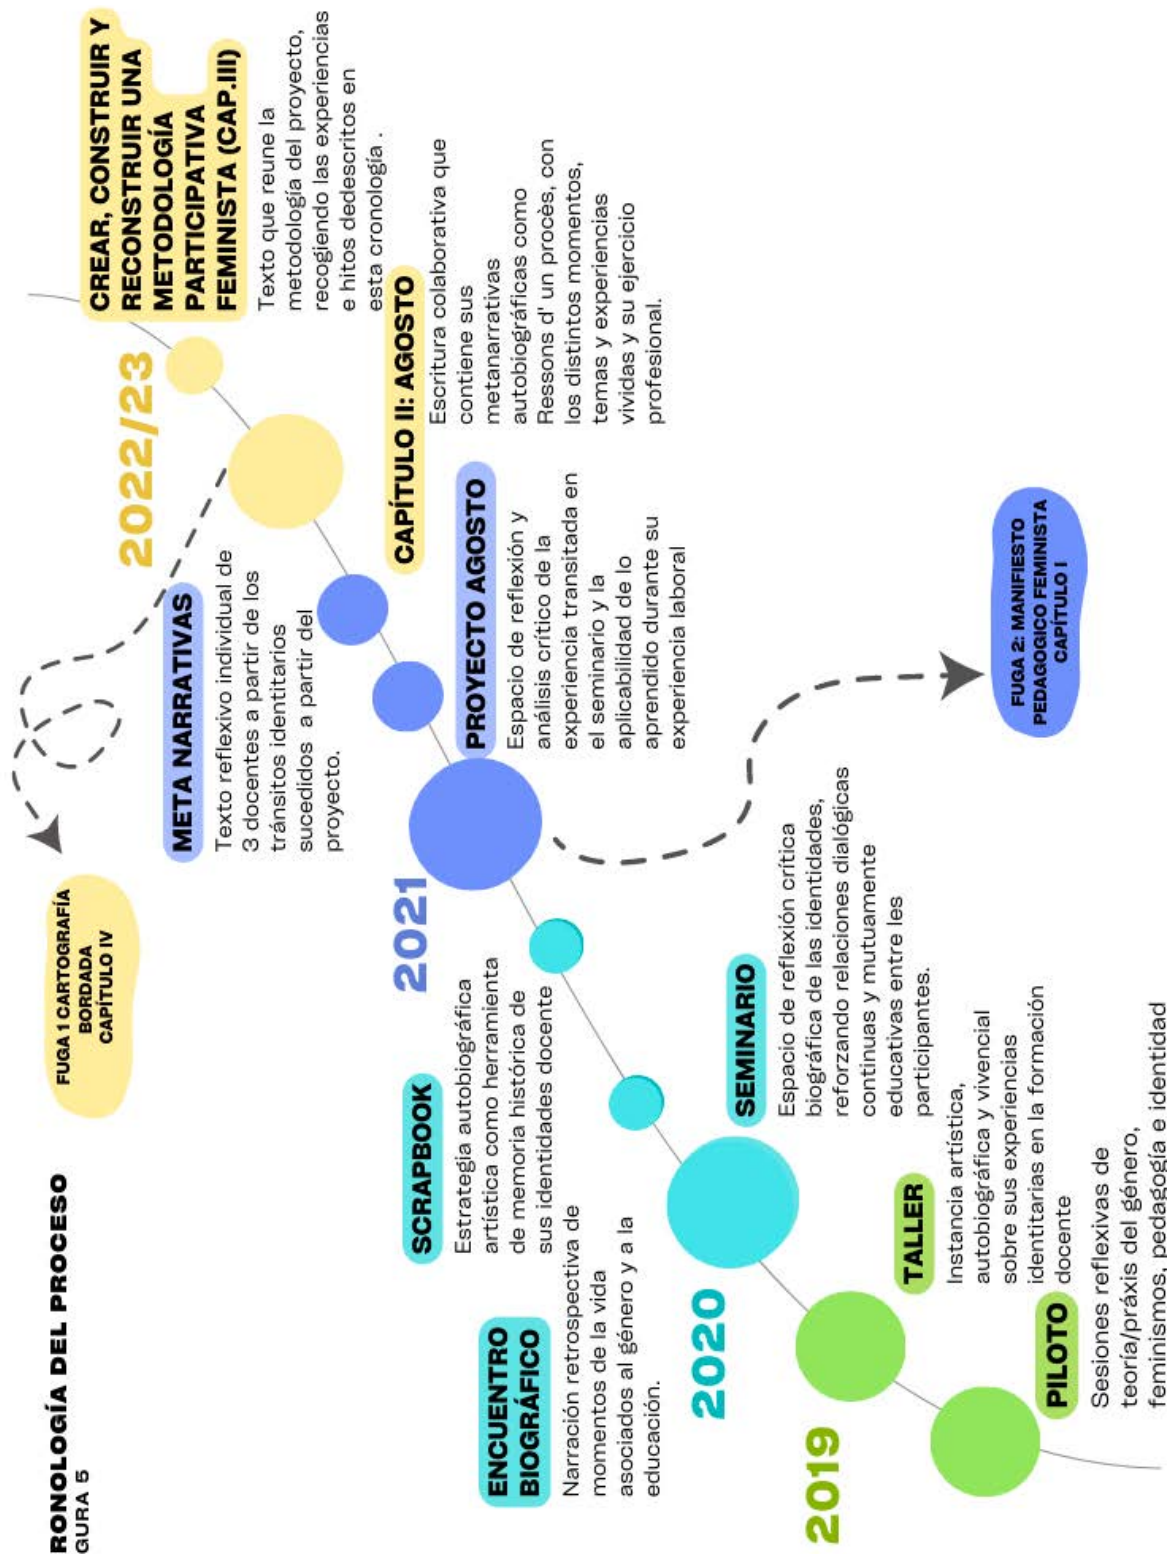 RONOLOGÍA DEL PROCESO
GURA 5
2019
PILOTO
Sesiones reflexivas de
teoría/práxis del género,
feminismos, pedagogía e identidad
TALLER
Instancia artística,
autobiográfica y vivencial
sobre sus experiencias
identitarias en la formación
docente
2020
SEMINARIO
Espacio de reflexión crítica
biográfica de las identidades,
reforzando relaciones dialógicas
continuas y mutuamente
educativas entre les
participantes.
ENCUENTRO
BIOGRÁFICO
Narración retrospectiva de
momentos de la vida
asociados al género y a la
educación.
SCRAPBOOK
Estrategia autobiográfica
artística como herramienta
de memoria histórica de
sus identidades docente
2021
PROYECTO AGOSTO
Espacio de reflexión y
análisis crítico de la
experiencia transitada en
el seminario y la
aplicabilidad de lo
aprendido durante su
experiencia laboral
FUGA 2: MANIFIESTO
PEDAGOGICO FEMINISTA
CAPÍTULO I
META NARRATIVAS
Texto reflexivo individual de
3 docentes a partir de los
tránsitos identitarios
sucedidos a partir del
proyecto.
2022/23
CAPÍTULO II: AGOSTO
Escritura colaborativa que
contiene sus
metanarrativas
autobiográficas como
Ressons d' un procès, con
los distintos momentos,
temas y experiencias
vividas y su ejercicio
profesional.
FUGA 1 CARTOGRAFÍA
BORDADA
CAPÍTULO IV
CREAR, CONSTRUIR Y
RECONSTRUIR UNA
METODOLOGÍA
PARTICIPATIVA
FEMINISTA (CAP.III)
Texto que reune la
metodología del proyecto,
recogiendo las experiencias
e hitos dedescritos en
esta cronología .